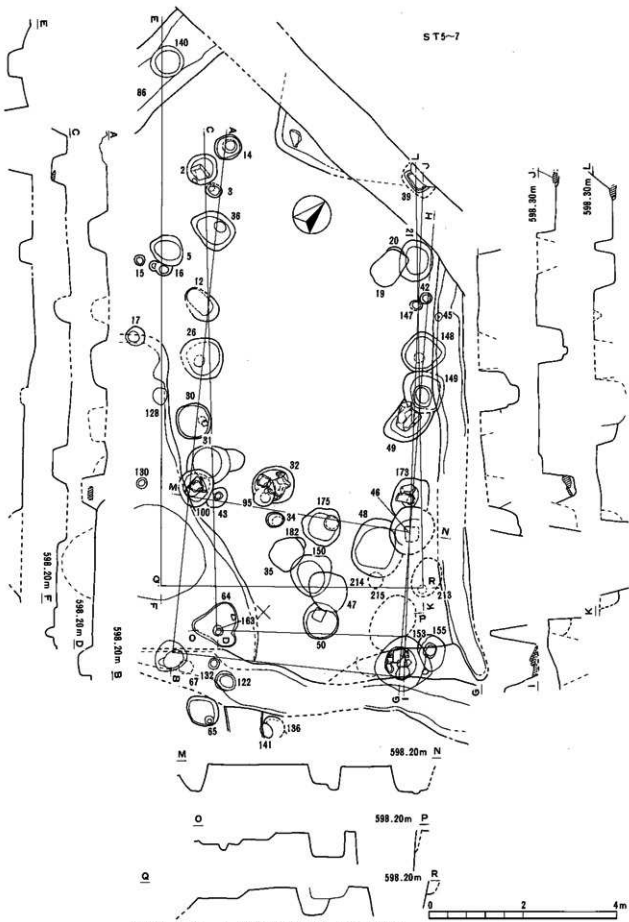 ST5~7
E
E
140
86
C
A
C
A
14
2
3
L
J
39
J
L
H
598.30m
598.30m
36
21
20
5
15
16
19
12
42
147
45
17
148
26
149
128
30
49
31
32
173
130
M
46
95
175
48
N
100
43
34
182
150
35
214
Q
R
598.20m
F
F
215
213
K
K
47
64
P
598.20m
D
163
O
D
50
153
155
598.20m
B
B
132
67
122
G
I
G
I
65
136
141
M
598.20m
N
O
598.20m
P
598.20m
Q
R
0
2
4m